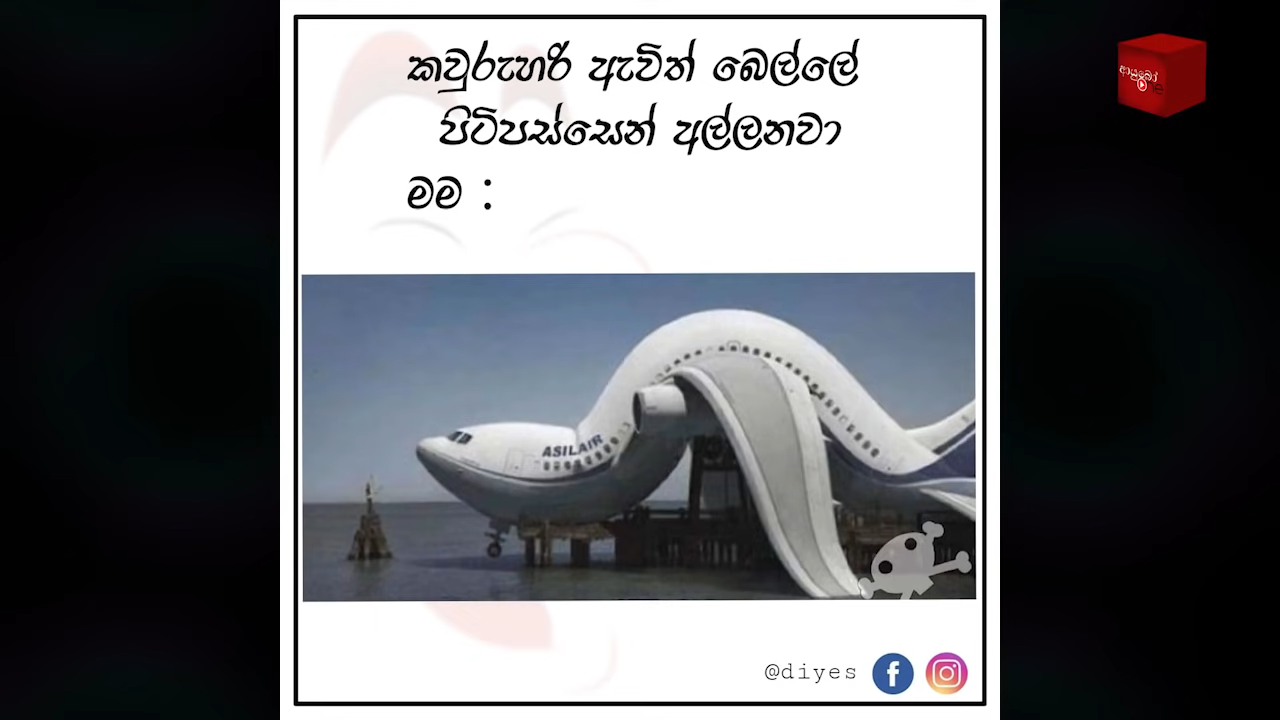 කවුරුහරි ඇවිත් බෙල්ලේ
පිටිපස්සෙන් අල්ලනවා
මම :
ASILAIR
@diyes